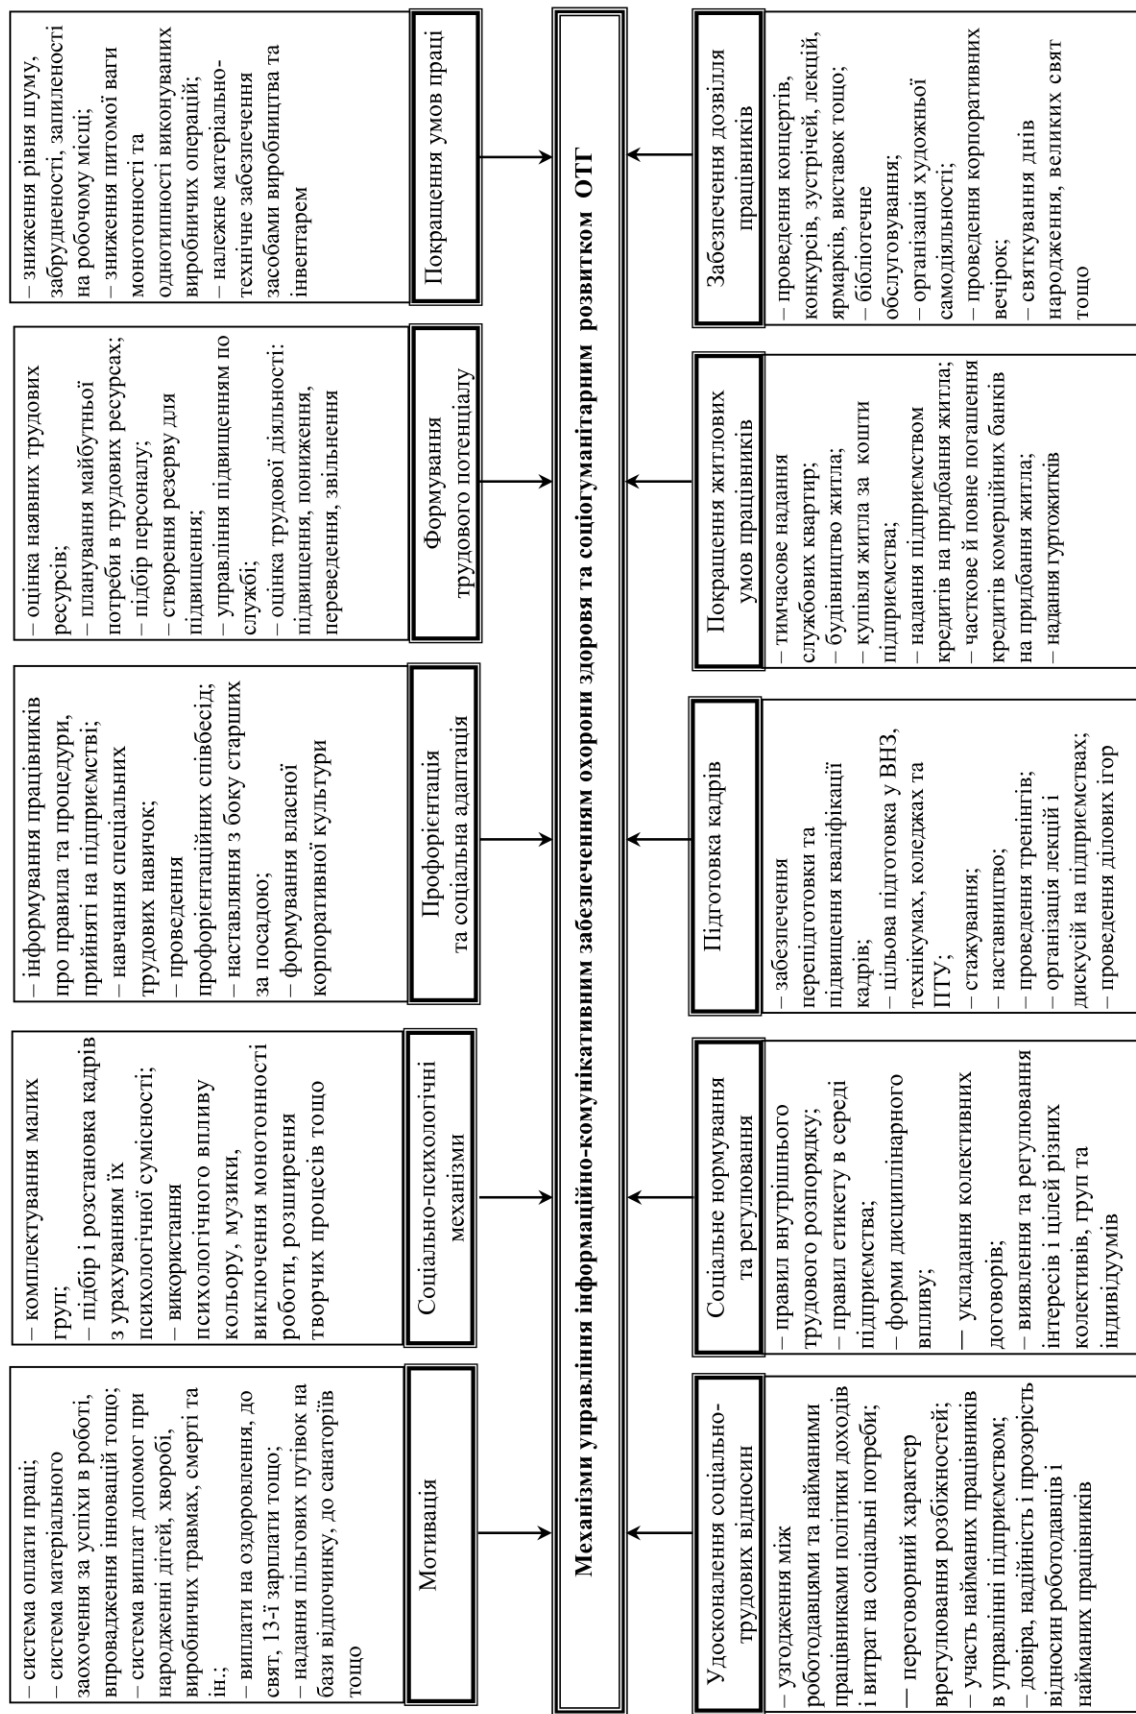 – система оплати праці;
– система матеріального
заохочення за успіхи в роботі,
впровадження інновацій тощо;
– система виплат допомог при
народженні дітей, хворобі,
виробничих травмах, смерті та
ін.;
– виплати на оздоровлення, до
свят, 13-ї зарплати тощо;
– надання пільгових путівок на
бази відпочинку, до санаторіїв
тощо
Мотивація
– комплектування малих
груп;
– підбір і розстановка кадрів
з урахуванням їх
психологічної сумісності;
– використання
психологічного впливу
кольору, музики,
виключення монотонності
роботи, розширення
творчих процесів тощо
Соціально-психологічні
механізми
– інформування працівників
про правила та процедури,
прийняті на підприємстві;
– навчання спеціальних
трудових навичок;
– проведення
профорієнтаційних співбесід;
– наставляння з боку старших
за посадою;
– формування власної
корпоративної культури
Профорієнтація
та соціальна адаптація
– оцінка наявних трудових
ресурсів;
– планування майбутньої
потреби в трудових ресурсах;
– підбір персоналу;
– створення резерву для
підвищення;
– управління підвищенням по
службі;
– оцінка трудової діяльності:
підвищення, пониження,
переведення, звільнення
Формування
трудового потенціалу
– зниження рівня шуму,
забрудненості, запиленості
на робочому місці;
– зниження питомої ваги
монотонності та
однотипності виконуваних
виробничих операцій;
– належне матеріально-
технічне забезпечення
засобами виробництва та
інвентарем
Покращення умов праці
Механізми управління інформаційно-комунікативним забезпеченням охорони здоровя та соціогуманітарним розвитком ОТГ
Удосконалення соціально-
трудових відносин
– узгодження між
роботодавцями та найманими
працівниками політики доходів
і витрат на соціальні потреби;
— переговорний характер
врегулювання розбіжностей;
– участь найманих працівників
в управлінні підприємством;
– довіра, надійність і прозорість
відносин роботодавців і
найманих працівників
Соціальне нормування
та регулювання
– правил внутрішнього
трудового розпорядку;
– правил етикету в середі
підприємства;
– форми дисциплінарного
впливу;
— укладання колективних
договорів;
– виявлення та регулювання
інтересів і цілей різних
колективів, груп та
індивідуумів
Підготовка кадрів
– забезпечення
перепідготовки та
підвищення кваліфікації
кадрів;
– цільова підготовка у ВНЗ,
технікумах, коледжах та
ПТУ;
– стажування;
– наставництво;
– проведення тренінгів;
– організація лекцій і
дискусій на підприємствах;
– проведення ділових ігор
Покращення житлових
умов працівників
– тимчасове надання
службових квартир;
– будівництво житла;
– купівля житла за кошти
підприємства;
– надання підприємством
кредитів на придбання житла;
– часткове й повне погашення
кредитів комерційних банків
на придбання житла;
– надання гуртожитків
Забезпечення дозвілля
працівників
– проведення концертів,
конкурсів, зустрічей, лекцій,
ярмарків, виставок тощо;
– бібліотечне
обслуговування;
– організація художньої
самодіяльності;
– проведення корпоративних
вечірок;
– святкування днів
народження, великих свят
тощо